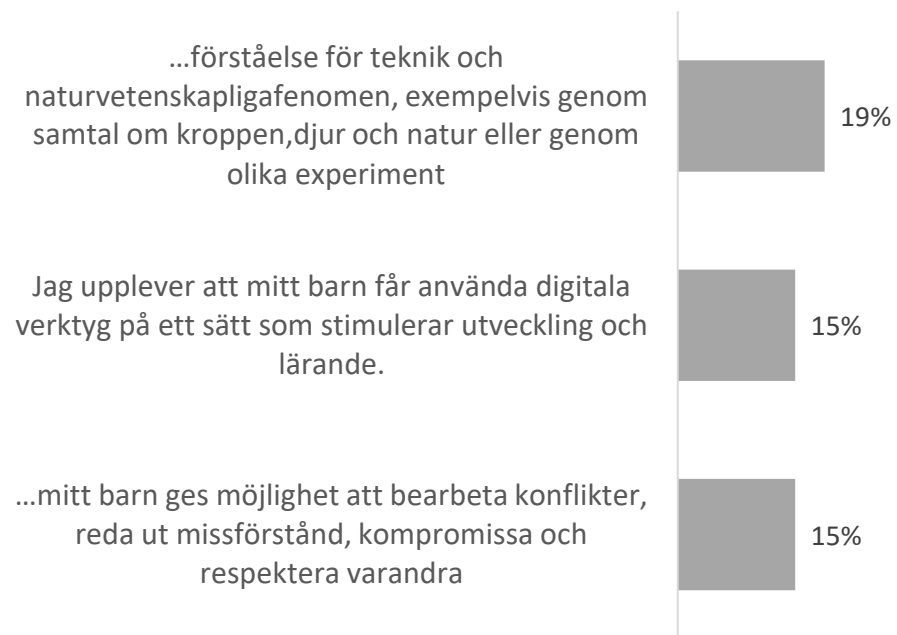 …förståelse för teknik och
naturvetenskapligafenomen, exempelvis genom
samtal om kroppen,djur och natur eller genom
olika experiment
19%
Jag upplever att mitt barn får använda digitala
verktyg på ett sätt som stimulerar utveckling och
lärande.
15%
…mitt barn ges möjlighet att bearbeta konflikter,
reda ut missförstånd, kompromissa och
respektera varandra
15%